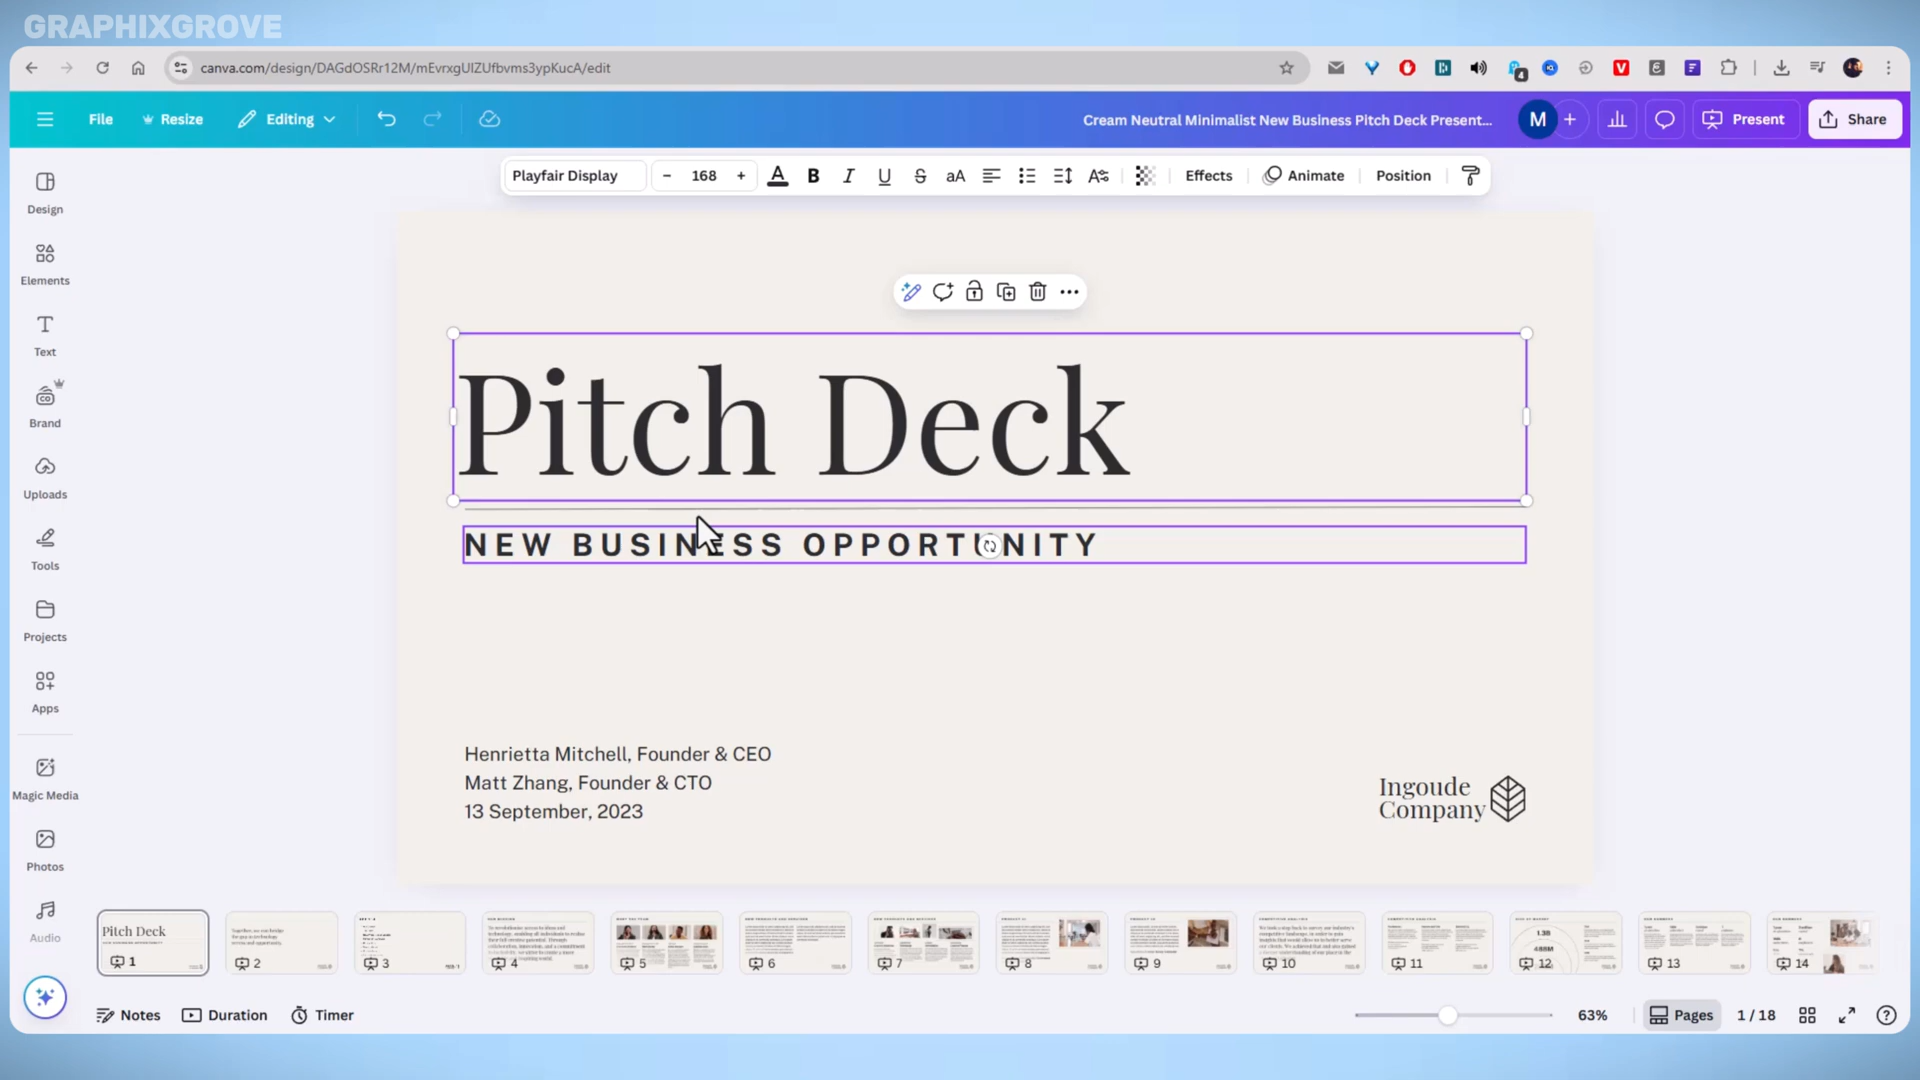 GRAPHIXGROVE
canva.com/design/DAGdOSRr12M/mEvrxgUIZUfbvms3ypKucA/edit
4
File
Resize
Editing
Cream Neutral Minimalist New Business Pitch Deck Present...
M
Present
Share
Playfair Display
168
B
I
U
S
aA
Effects
Animate
Position
Design
Elements
Text
Brand
Uploads
Tools
Projects
Apps
Magic Media
Photos
Audio
Pitch Deck
NEW BUSINESS OPPORTUNITY
Henrietta Mitchell, Founder & CEO
Matt Zhang, Founder & CTO
13 September, 2023
Ingoude
Company
Pitch Deck
1
2
3
4
5
6
7
8
9
10
11
12
13
14
Notes
Duration
Timer
63%
Pages
1 / 18